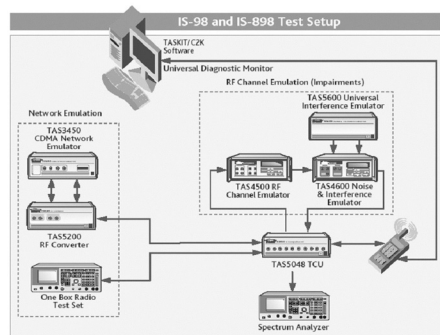 IS-98 and IS-898 Test Setup
TASKIT/C2K
Software
Universal Diagnostic Monitor
RF Channel Emulation (Impairments)
TAS5600 Universal
Interference Emulator
Network Emulation
TAS3450
CDMA Network
Emulator
TAS4500 RF
Channel Emulator
TAS4600 Noise
& Interference
Emulator
TAS5200
RF Converter
TAS5048 TCU
One Box Radio
Test Set
Spectrum Analyzer